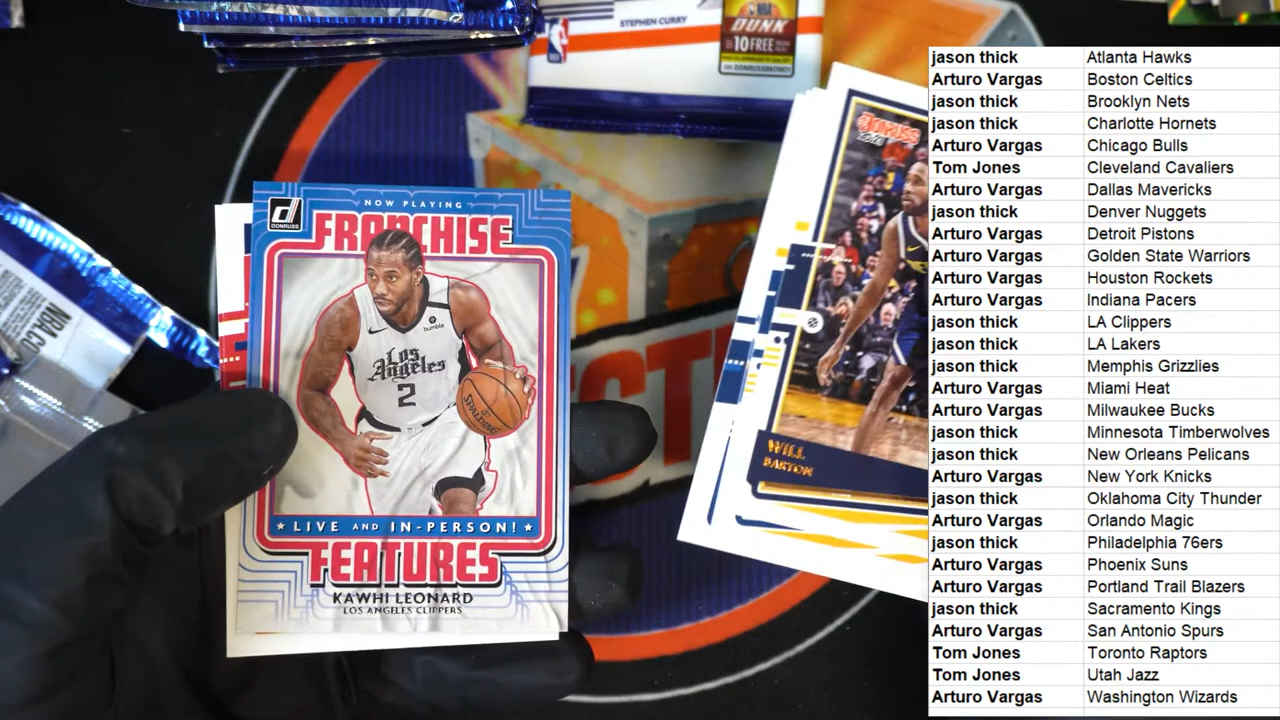 STEPHEN CURRY
NBA
DUNK
10 FREE
NBA
DONRUSS
NOW PLAYING
FRANCHISE
bumble
Los
Angeles
2
SPALDING
★ LIVE AND IN-PERSON! ★
FEATURES
KAWHI LEONARD
LOS ANGELES CLIPPERS
DONRUSS
WILL
BARTON
jason thick Atlanta Hawks
Arturo Vargas Boston Celtics
jason thick Brooklyn Nets
jason thick Charlotte Hornets
Arturo Vargas Chicago Bulls
Tom Jones Cleveland Cavaliers
Arturo Vargas Dallas Mavericks
jason thick Denver Nuggets
Arturo Vargas Detroit Pistons
Arturo Vargas Golden State Warriors
Arturo Vargas Houston Rockets
Arturo Vargas Indiana Pacers
jason thick LA Clippers
jason thick LA Lakers
jason thick Memphis Grizzlies
Arturo Vargas Miami Heat
Arturo Vargas Milwaukee Bucks
jason thick Minnesota Timberwolves
jason thick New Orleans Pelicans
Arturo Vargas New York Knicks
jason thick Oklahoma City Thunder
Arturo Vargas Orlando Magic
jason thick Philadelphia 76ers
Arturo Vargas Phoenix Suns
Arturo Vargas Portland Trail Blazers
jason thick Sacramento Kings
Arturo Vargas San Antonio Spurs
Tom Jones Toronto Raptors
Tom Jones Utah Jazz
Arturo Vargas Washington Wizards